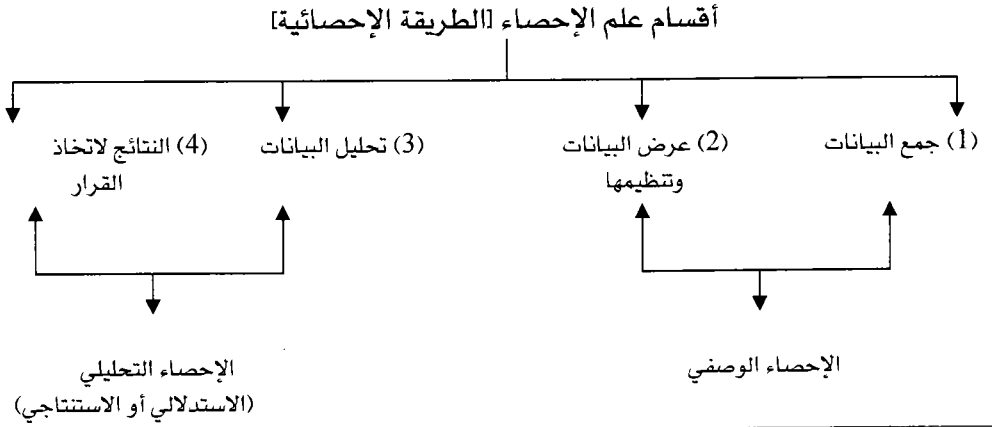 أقسام علم الإحصاء [الطريقة الإحصائية]
(1) جمع البيانات
(2) عرض البيانات
وتنظيمها
(3) تحليل البيانات
(4) النتائج لاتخاذ
القرار
الإحصاء الوصفي
الإحصاء التحليلي
(الاستدلالي أو الاستنتاجي)